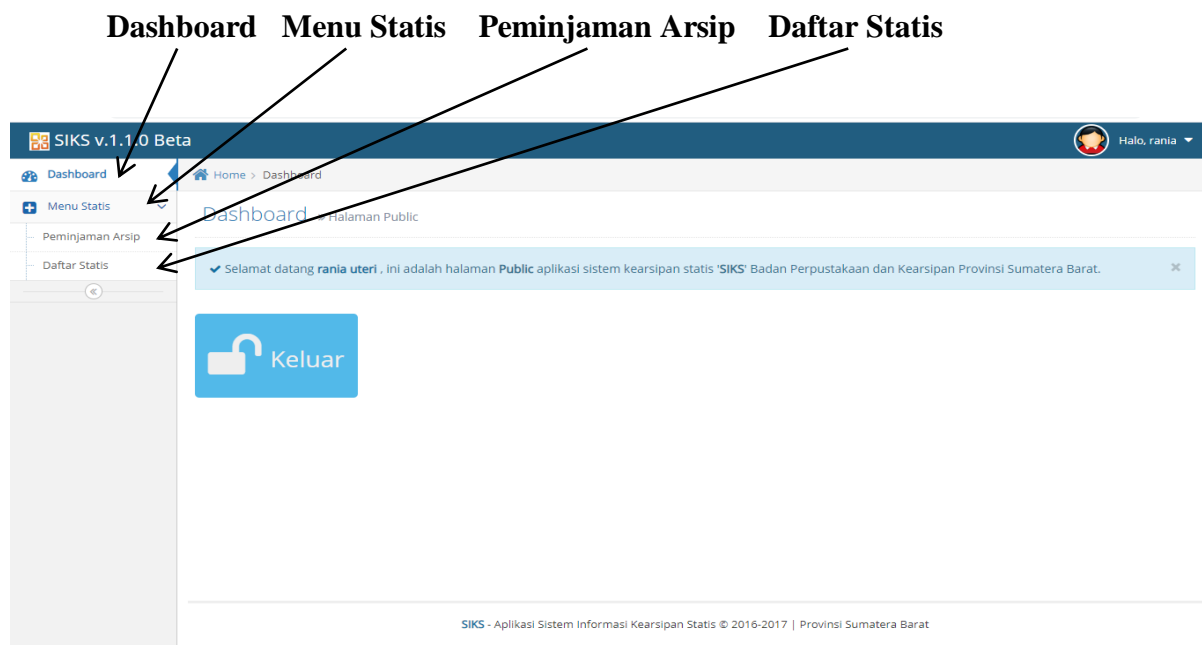 Dashboard Menu Statis Peminjaman Arsip Daftar Statis
SIKS v.1.1.0 Beta
Halo, rania
Dashboard
Home > Dashboard
Menu Statis
Dashboard » Halaman Public
Peminjaman Arsip
Daftar Statis
Selamat datang rania uteri , ini adalah halaman Public aplikasi sistem kearsipan statis 'SIKS' Badan Perpustakaan dan Kearsipan Provinsi Sumatera Barat.
Keluar
SIKS - Aplikasi Sistem Informasi Kearsipan Statis © 2016-2017 | Provinsi Sumatera Barat